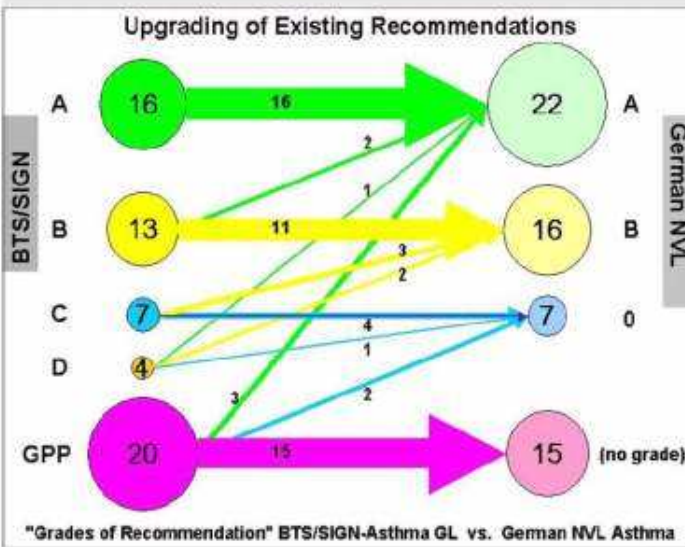 Upgrading of Existing Recommendations
A 16 16 22 A
2
1
BTS/SIGN
German NVL
B 13 11 16 B
3
2
C 7 7 0
4
D 4 1
3 2
GPP 20 15 15 (no grade)
"Grades of Recommendation" BTS/SIGN-Asthma GL vs. German NVL Asthma